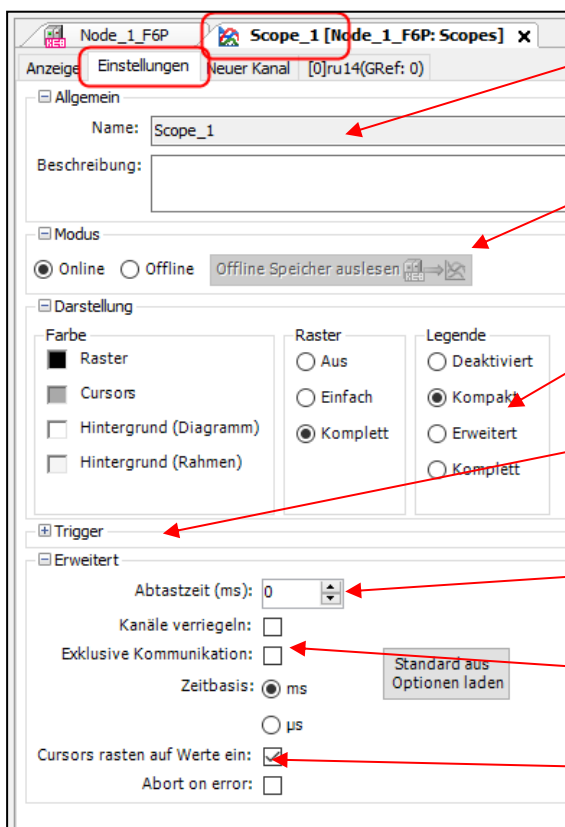 Node_1_F6P Scope_1 [Node_1_F6P: Scopes] x
Anzeige Einstellungen Neuer Kanal [0]ru14(GRef: 0)
Allgemein
Name: Scope_1
Beschreibung:
Modus
Online Offline Offline Speicher auslesen
Darstellung
Farbe Raster Legende
Raster Aus Deaktiviert
Cursors Einfach Kompakt
Hintergrund (Diagramm) Komplett Erweitert
Hintergrund (Rahmen) Komplett
Trigger
Erweitert
Abtastzeit (ms): 0
Kanäle verriegeln:
Exklusive Kommunikation:
Standard aus
Optionen laden
Zeitbasis: ms
µs
Cursors rasten auf Werte ein:
Abort on error: